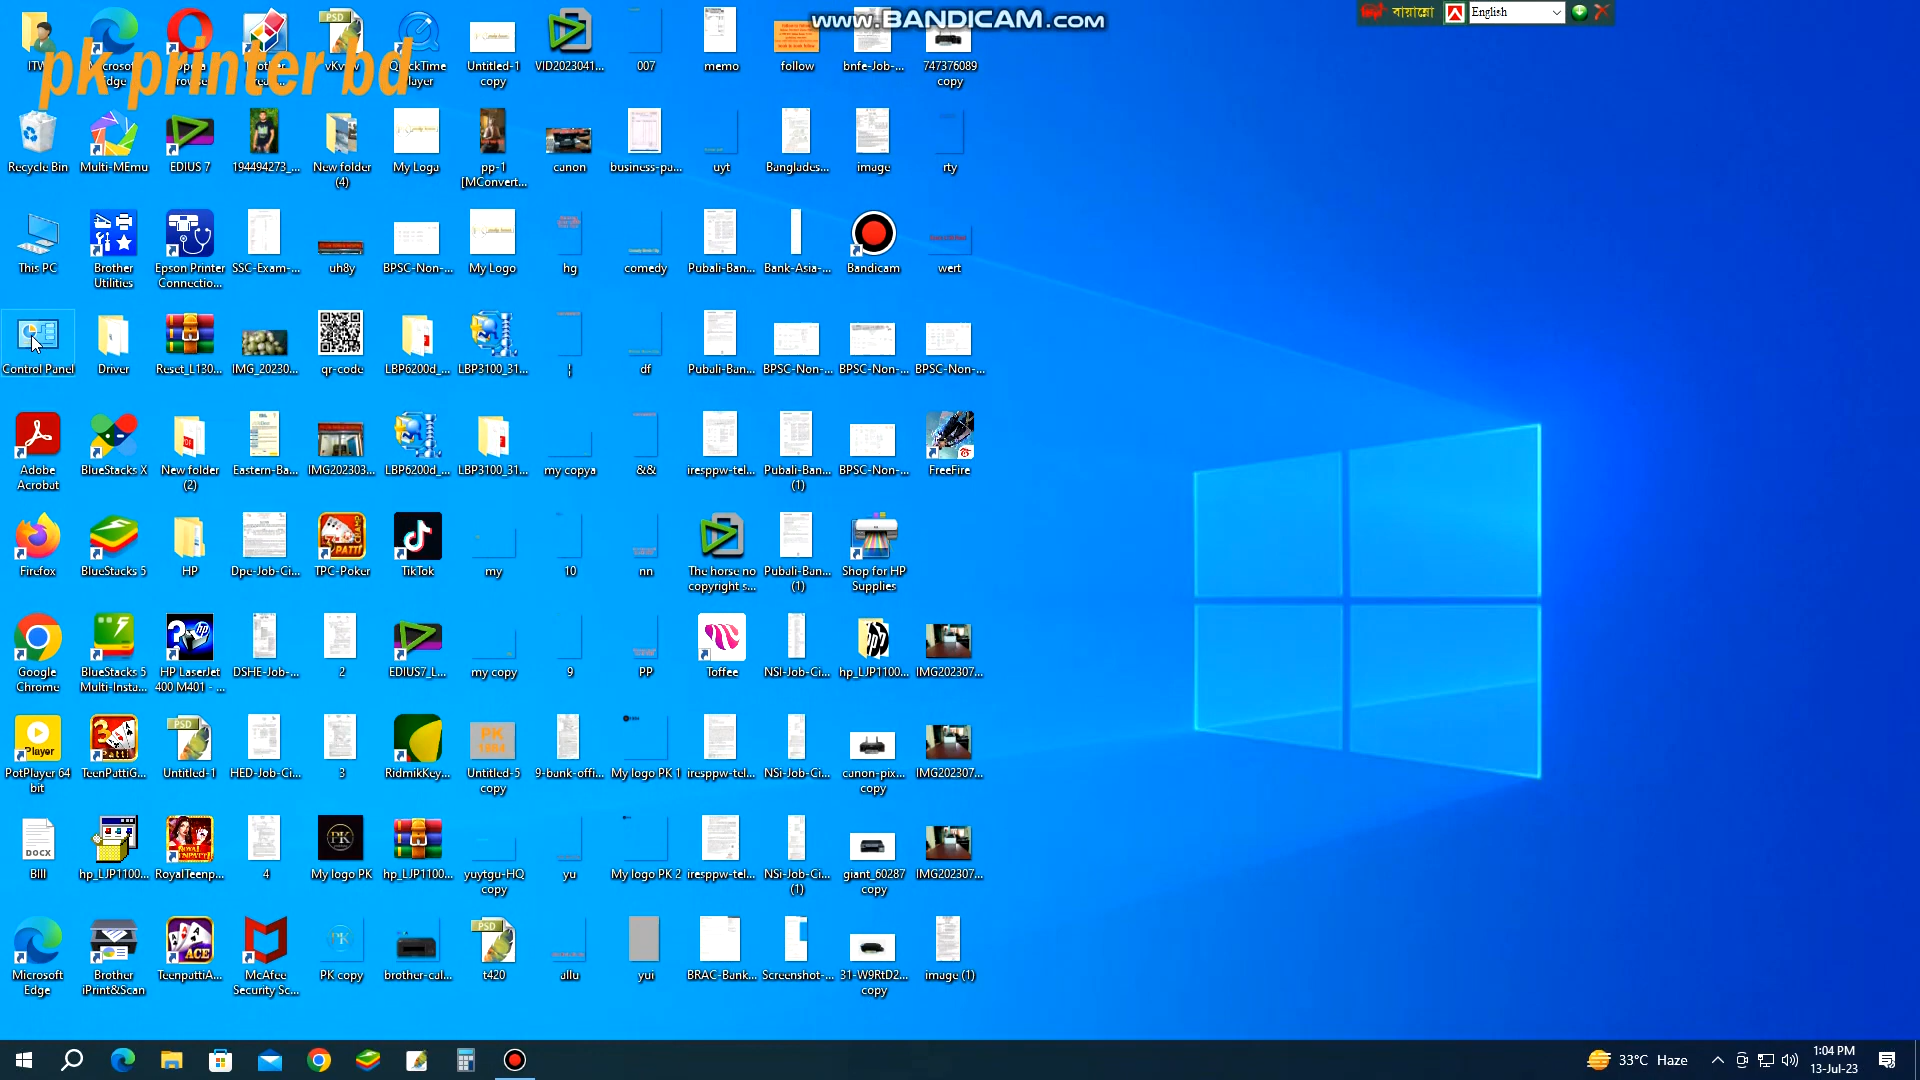 www.BANDICAM.com
বায়ান্নো
English
pk printer bd
QuickTime
Untitled-1
copy
VID2023041...
007
memo
follow
bnfe-Job-...
747376089
copy
Recycle Bin
Multi-MEmu
EDIUS 7
194494273_...
New folder
(4)
My Loga
pp-1
[MConvert...
canon
business-pa...
uyt
Banglades...
image
rty
This PC
Brother
Utilities
Epson Printer
Connectio...
SSC-Exam-...
uh8y
BPSC-Non-...
My Logo
hg
comedy
Pubali-Ban...
Bank-Asia-...
Bandicam
wert
Control Panel
Driver
Reset_L130...
IMG_20230...
qr-code
LBP6200d_...
LBP3100_31...
df
Pubali-Ban...
BPSC-Non-...
BPSC-Non-...
BPSC-Non-...
Adobe
Acrobat
BlueStacks X
New folder
(2)
Eastern-Ba...
IMG202303...
LBP6200d_...
LBP3100_31...
my copya
&&
iresppw-tel...
Pubali-Ban...
(1)
BPSC-Non-...
FreeFire
Firefox
BlueStacks 5
HP
Dpe-Job-Ci...
TPC-Poker
TikTok
my
10
nn
The horse no
copyright s...
Pubali-Ban...
(1)
Shop for HP
Supplies
Google
Chrome
BlueStacks 5
Multi-Insta...
HP LaserJet
400 M401 - ...
DSHE-Job-...
2
EDIUS7_L...
my copy
9
PP
Toffee
NSI-Job-Ci...
hp_LJP1100...
IMG202307...
PotPlayer 64
bit
TeenPattiG...
Untitled-1
HED-Job-Ci...
3
RidmikKey...
Untitled-5
copy
9-bank-offi...
My logo PK 1
iresppw-tel...
NSi-Job-Ci...
canon-pix...
copy
IMG202307...
BIll
hp_LJP1100...
RoyalTeenp...
4
My logo PK
hp_LJP1100...
yuytgu-HQ
copy
yu
My logo PK 2
iresppw-tel...
NSi-Job-Ci...
(1)
giant_60287
copy
IMG202307...
Microsoft
Edge
Brother
iPrint&Scan
TeenpattiA...
McAfee
Security Sc...
PK copy
brother-cal...
t420
allu
yui
BRAC-Bank...
Screenshot-...
31-W9RtD2...
copy
image (1)
33°C Haze
1:04 PM
13-Jul-23